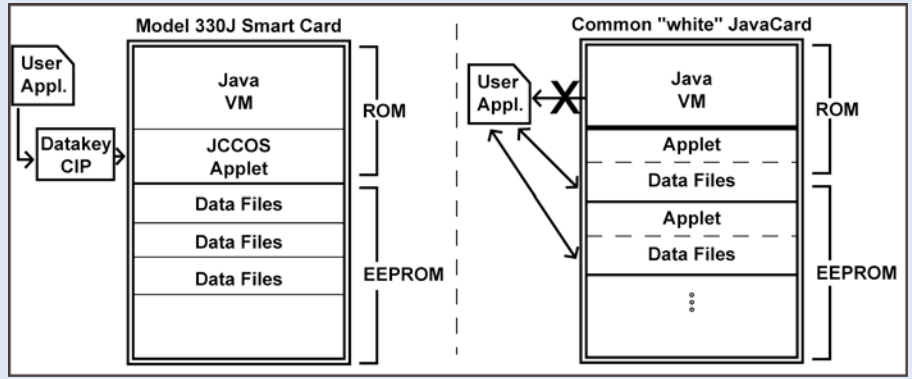 Model 330J Smart Card
User
Appl.
Datakey
CIP
Java
VM
JCCOS
Applet
Data Files
Data Files
Data Files
ROM
EEPROM
Common "white" JavaCard
User
Appl.
X
Java
VM
Applet
Data Files
Applet
Data Files
ROM
EEPROM